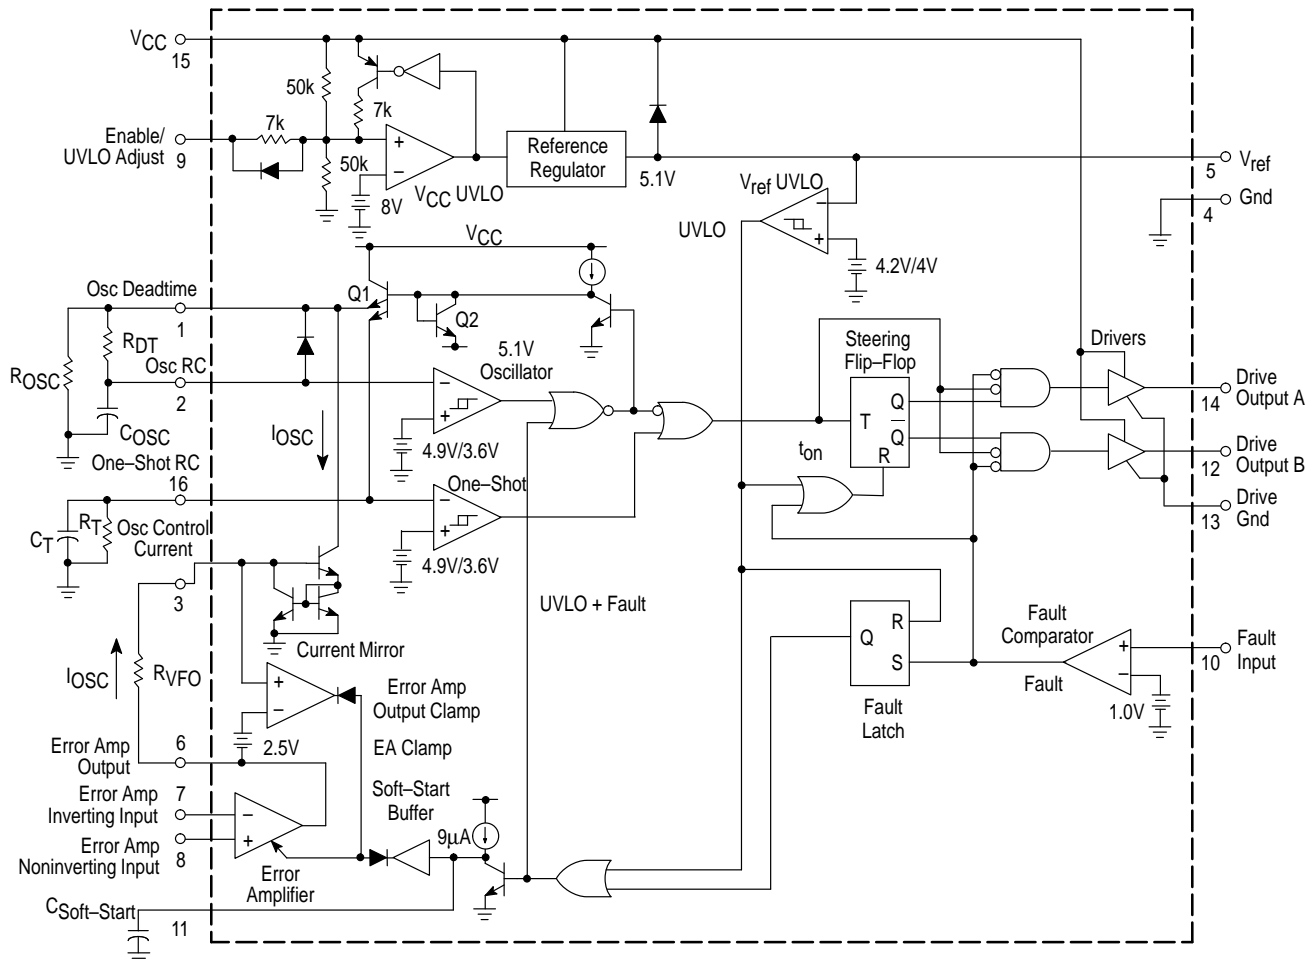 VCC
15
50k
7k
7k
Enable/
UVLO Adjust
9
+
−
50k
8V
VCC UVLO
Reference
Regulator
5.1V
5
Vref
Vref UVLO
UVLO
−
+
4.2V/4V
4
Gnd
VCC
Osc Deadtime
1
Q1
Q2
RDT
ROSC
Osc RC
2
COSC
IOSC
5.1V
Oscillator
−
+
4.9V/3.6V
One–Shot RC
16
One–Shot
−
+
4.9V/3.6V
CT
RT
Osc Control
Current
3
Steering
Flip–Flop
T
Q
Q
R
ton
Drivers
14
Drive
Output A
12
Drive
Output B
13
Drive
Gnd
UVLO + Fault
Current Mirror
IOSC
RVFO
+
−
2.5V
Error Amp
Output Clamp
EA Clamp
Q
R
S
Fault
Latch
Fault
Comparator
Fault
+
−
1.0V
10
Fault
Input
Error Amp
Output
6
Error Amp
Inverting Input
7
Error Amp
Noninverting Input
8
−
+
Error
Amplifier
Soft–Start
Buffer
9µA
CSoft–Start
11